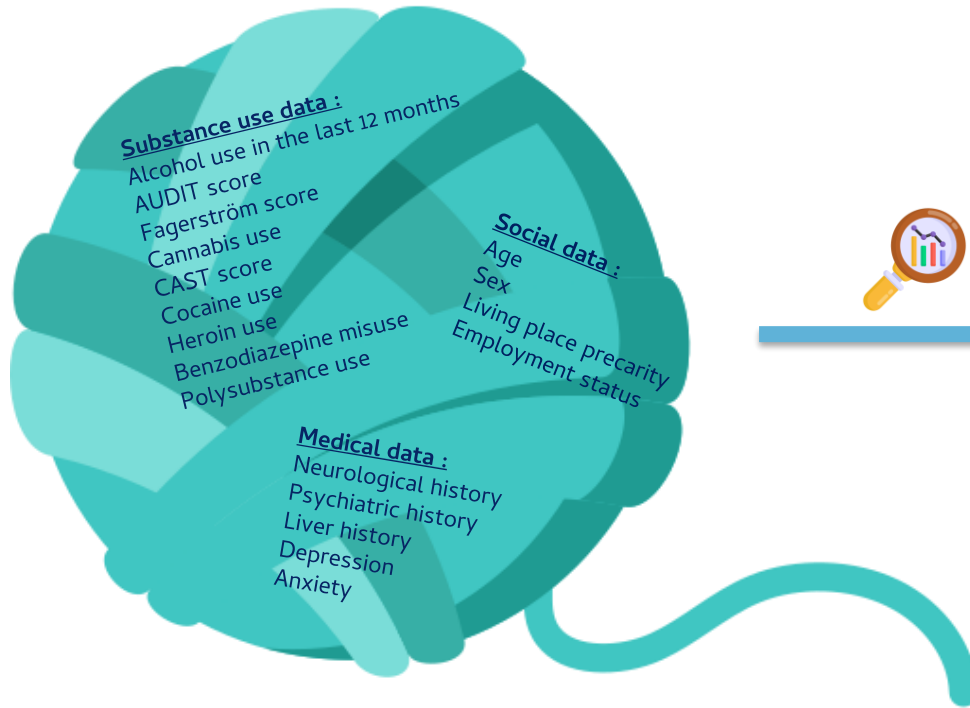 Substance use data :
Alcohol use in the last 12 months
AUDIT score
Fagerström score
Cannabis use
CAST score
Cocaine use
Heroin use
Benzodiazepine misuse
Polysubstance use
Social data :
Age
Sex
Living place precarity
Employment status
Medical data :
Neurological history
Psychiatric history
Liver history
Depression
Anxiety